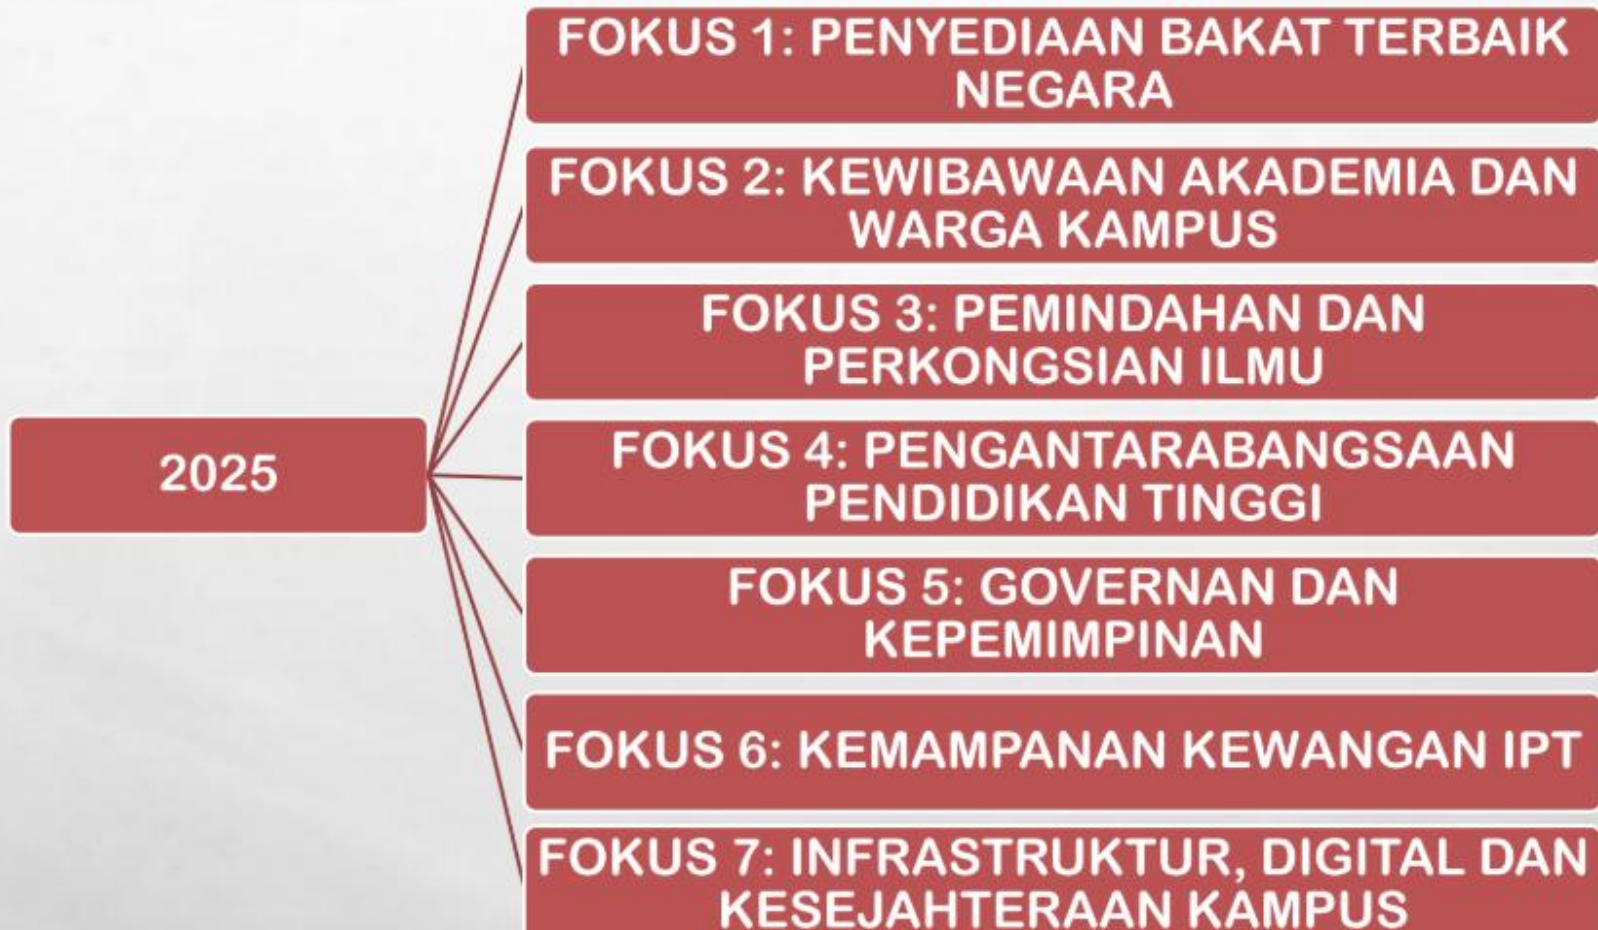 2025
FOKUS 1: PENYEDIAAN BAKAT TERBAIK
NEGARA
FOKUS 2: KEWIBAWAAN AKADEMIA DAN
WARGA KAMPUS
FOKUS 3: PEMINDAHAN DAN
PERKONGSIAN ILMU
FOKUS 4: PENGANTARABANGSAAN
PENDIDIKAN TINGGI
FOKUS 5: GOVERNAN DAN
KEPEMIMPINAN
FOKUS 6: KEMAMPANAN KEWANGAN IPT
FOKUS 7: INFRASTRUKTUR, DIGITAL DAN
KESEJAHTERAAN KAMPUS